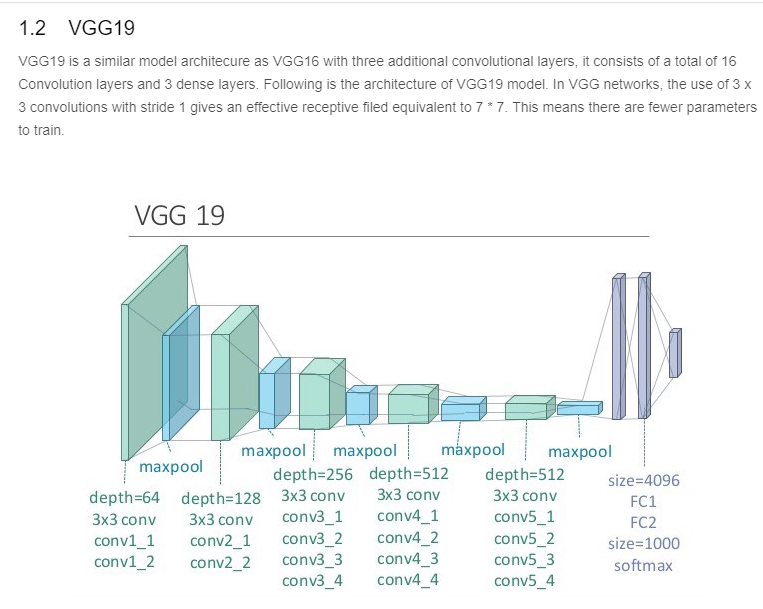 1.2 VGG19
VGG19 is a similar model architecure as VGG16 with three additional convolutional layers, it consists of a total of 16
Convolution layers and 3 dense layers. Following is the architecture of VGG19 model. In VGG networks, the use of 3 x
3 convolutions with stride 1 gives an effective receptive filed equivalent to 7 * 7. This means there are fewer parameters
to train.
VGG 19
maxpool
maxpool
maxpool
maxpool
maxpool
depth=64
3x3 conv
conv1_1
conv1_2
depth=128
3x3 conv
conv2_1
conv2_2
depth=256
3x3 conv
conv3_1
conv3_2
conv3_3
conv3_4
depth=512
3x3 conv
conv4_1
conv4_2
conv4_3
conv4_4
depth=512
3x3 conv
conv5_1
conv5_2
conv5_3
conv5_4
size=4096
FC1
FC2
size=1000
softmax